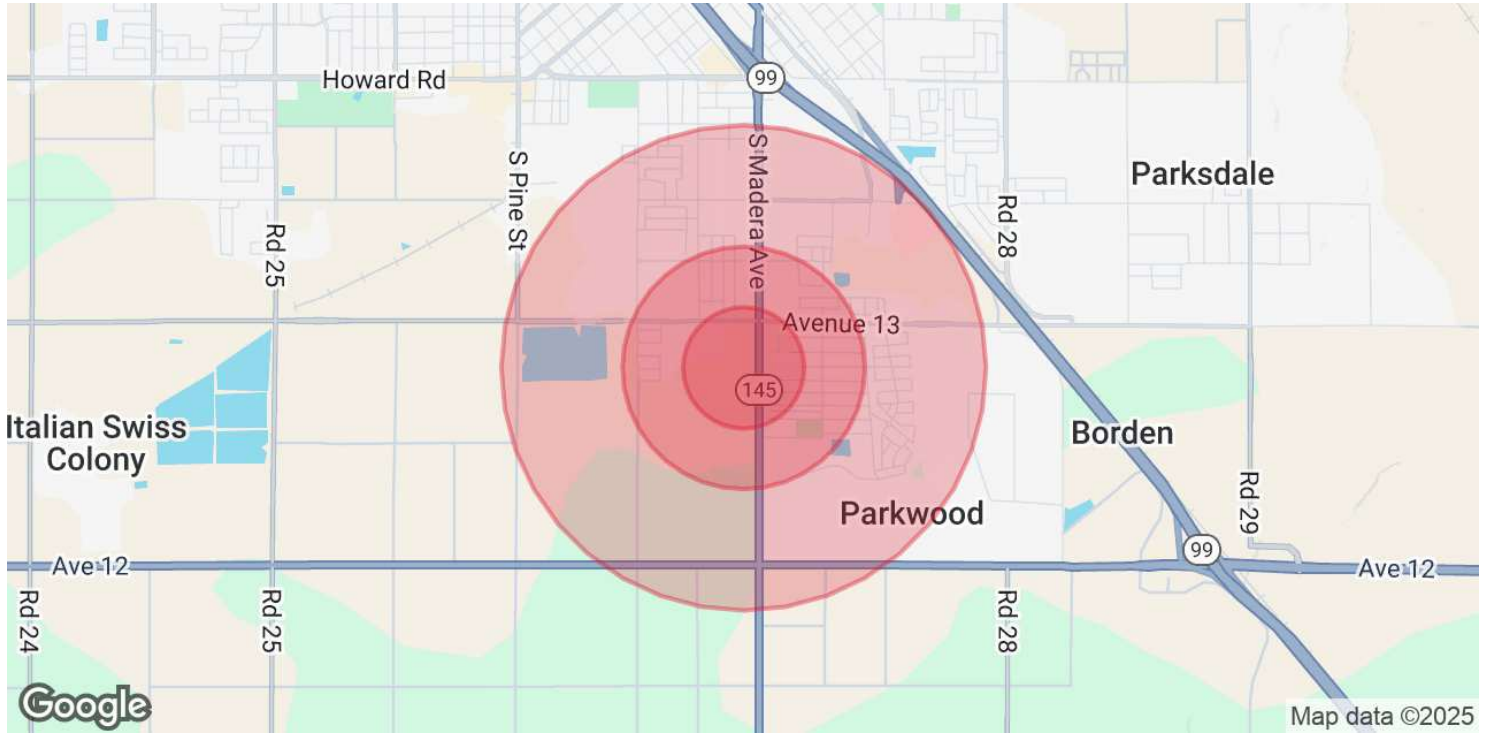 99
Howard Rd
S Pine St
S Madera Ave
Parksdale
Rd 28
Rd 25
Avenue 13
145
Italian Swiss
Colony
Borden
Rd 29
Parkwood
99
Ave 12
Ave 12
Rd 24
Rd 25
Rd 28
Google
Map data ©2025